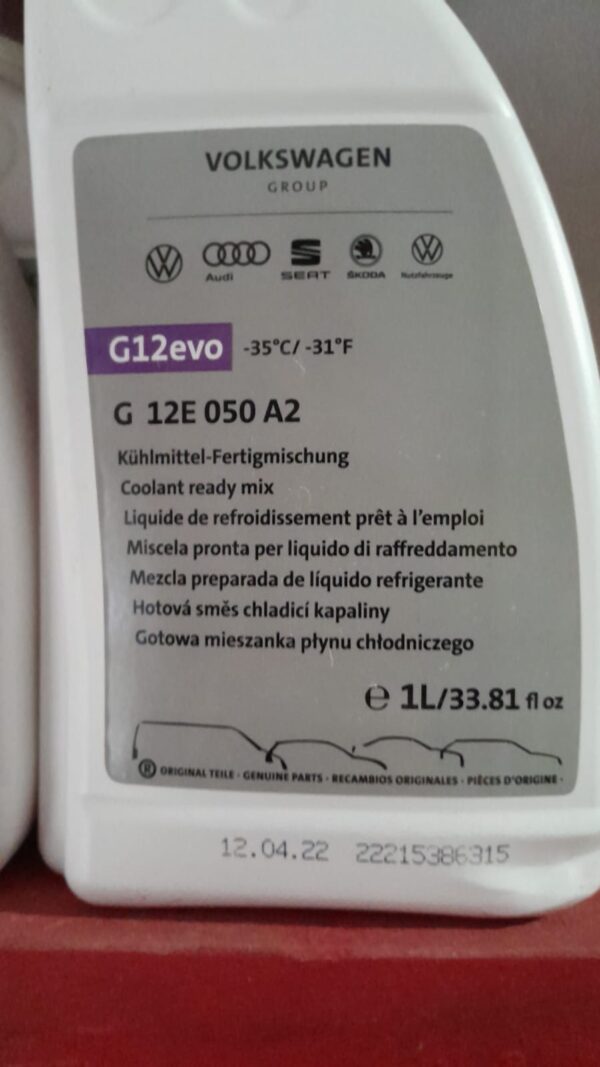 VOLKSWAGEN
GROUP
Audi SEAT ŠKODA Nutzfahrzeuge
G12evo -35°C/ -31°F
G 12E 050 A2
Kühlmittel-Fertigmischung
Coolant ready mix
Liquide de refroidissement prêt à l'emploi
Miscela pronta per liquido di raffreddamento
Mezcla preparada de líquido refrigerante
Hotová směs chladicí kapaliny
Gotowa mieszanka płynu chłodniczego
℮ 1L/33.81 fl oz
® ORIGINAL TEILE · GENUINE PARTS · RECAMBIOS ORIGINALES · PIÈCES D'ORIGINE ·
12.04.22 22215386315